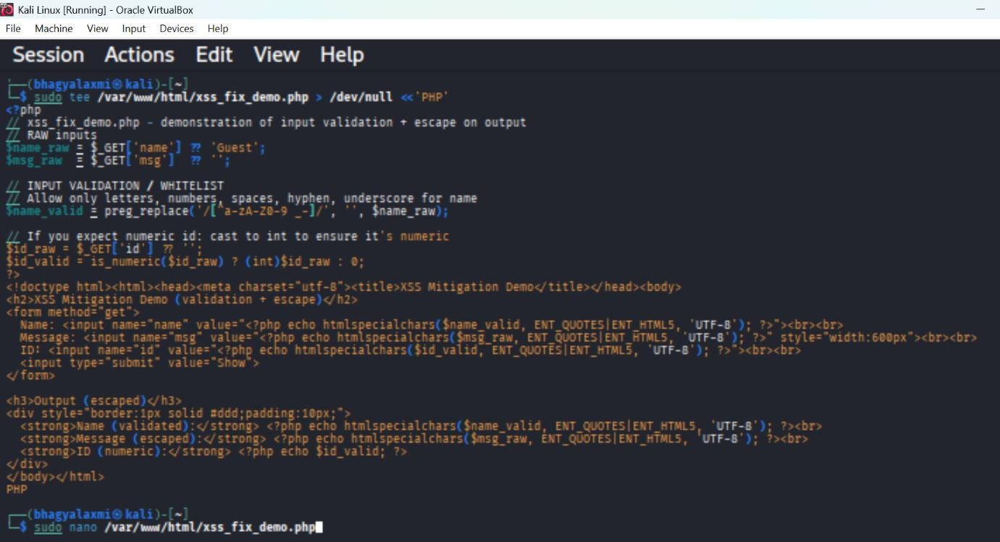 Kali Linux [Running] - Oracle VirtualBox
File Machine View Input Devices Help
Session Actions Edit View Help
┌──(bhagyalaxmi㉿kali)-[~]
└─$ sudo tee /var/www/html/xss_fix_demo.php > /dev/null <<'PHP'
<?php
// xss_fix_demo.php - demonstration of input validation + escape on output
// RAW inputs
$name_raw = $_GET['name'] ?? 'Guest';
$msg_raw  = $_GET['msg']  ?? '';

// INPUT VALIDATION / WHITELIST
// Allow only letters, numbers, spaces, hyphen, underscore for name
$name_valid = preg_replace('/[^a-zA-Z0-9 _-]/', '', $name_raw);

// If you expect numeric id: cast to int to ensure it's numeric
$id_raw = $_GET['id'] ?? '';
$id_valid = is_numeric($id_raw) ? (int)$id_raw : 0;
?>
<!doctype html><html><head><meta charset="utf-8"><title>XSS Mitigation Demo</title></head><body>
<h2>XSS Mitigation Demo (validation + escape)</h2>
<form method="get">
  Name: <input name="name" value="<?php echo htmlspecialchars($name_valid, ENT_QUOTES|ENT_HTML5, 'UTF-8'); ?>"><br><br>
  Message: <input name="msg" value="<?php echo htmlspecialchars($msg_raw, ENT_QUOTES|ENT_HTML5, 'UTF-8'); ?>" style="width:600px"><br><br>
  ID: <input name="id" value="<?php echo htmlspecialchars($id_valid, ENT_QUOTES|ENT_HTML5, 'UTF-8'); ?>"><br><br>
  <input type="submit" value="Show">
</form>

<h3>Output (escaped)</h3>
<div style="border:1px solid #ddd;padding:10px;">
  <strong>Name (validated):</strong> <?php echo htmlspecialchars($name_valid, ENT_QUOTES|ENT_HTML5, 'UTF-8'); ?><br>
  <strong>Message (escaped):</strong> <?php echo htmlspecialchars($msg_raw, ENT_QUOTES|ENT_HTML5, 'UTF-8'); ?><br>
  <strong>ID (numeric):</strong> <?php echo $id_valid; ?>
</div>
</body></html>
PHP

┌──(bhagyalaxmi㉿kali)-[~]
└─$ sudo nano /var/www/html/xss_fix_demo.php